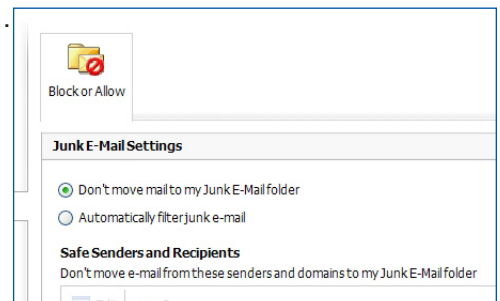 Block or Allow
Junk E-Mail Settings
Don't move mail to my Junk E-Mail folder
Automatically filter junk e-mail
Safe Senders and Recipients
Don't move e-mail from these senders and domains to my Junk E-Mail folder